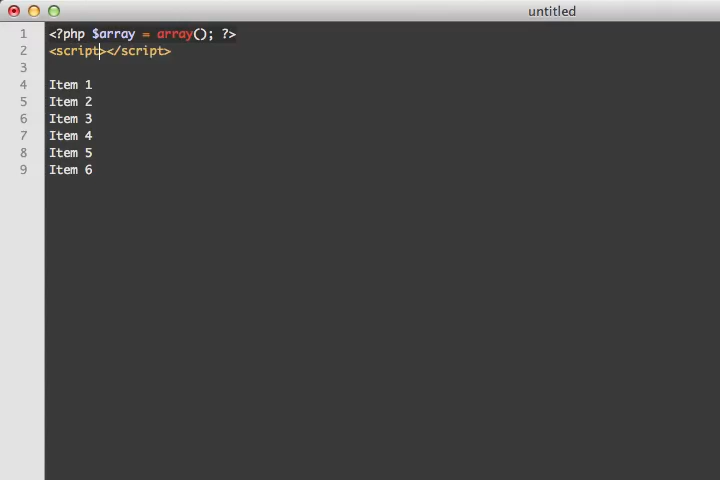 untitled
1 <?php $array = array(); ?>
2 <script></script>
3
4 Item 1
5 Item 2
6 Item 3
7 Item 4
8 Item 5
9 Item 6